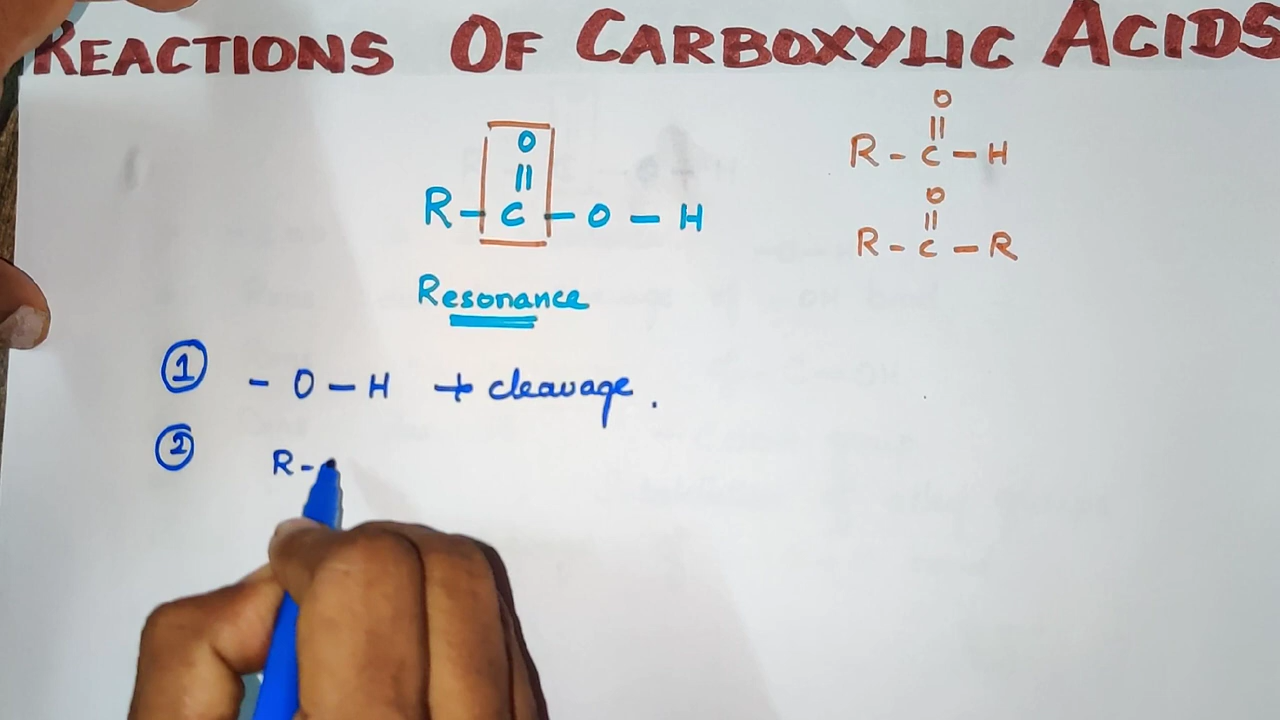 REACTIONS OF CARBOXYLIC ACIDS
O
||
R - C - O - H
O
||
R - C - H
O
||
R - C - R
Resonance
① - O - H → cleavage.
② R -